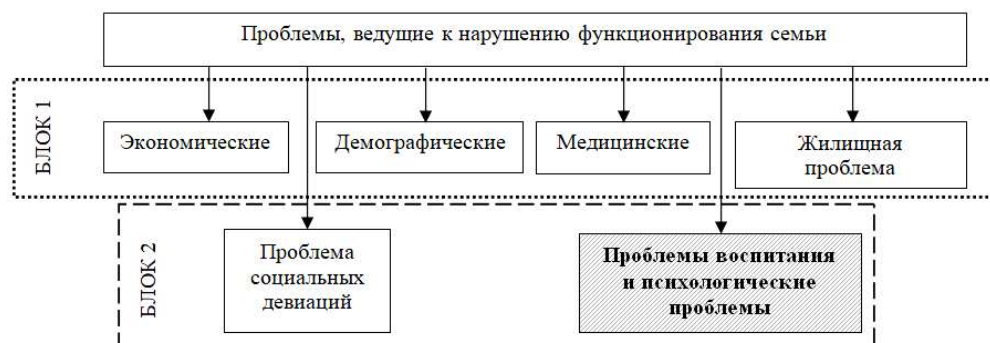 Проблемы, ведущие к нарушению функционирования семьи
БЛОК 1
Экономические
Демографические
Медицинские
Жилищная
проблема
БЛОК 2
Проблема
социальных
девиаций
Проблемы воспитания
и психологические
проблемы